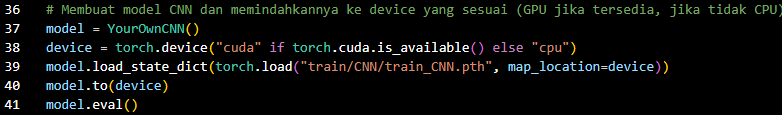 36 # Membuat model CNN dan memindahkannya ke device yang sesuai (GPU jika tersedia, jika tidak CPU)
37 model = YourOwnCNN()
38 device = torch.device("cuda" if torch.cuda.is_available() else "cpu")
39 model.load_state_dict(torch.load("train/CNN/train_CNN.pth", map_location=device))
40 model.to(device)
41 model.eval()